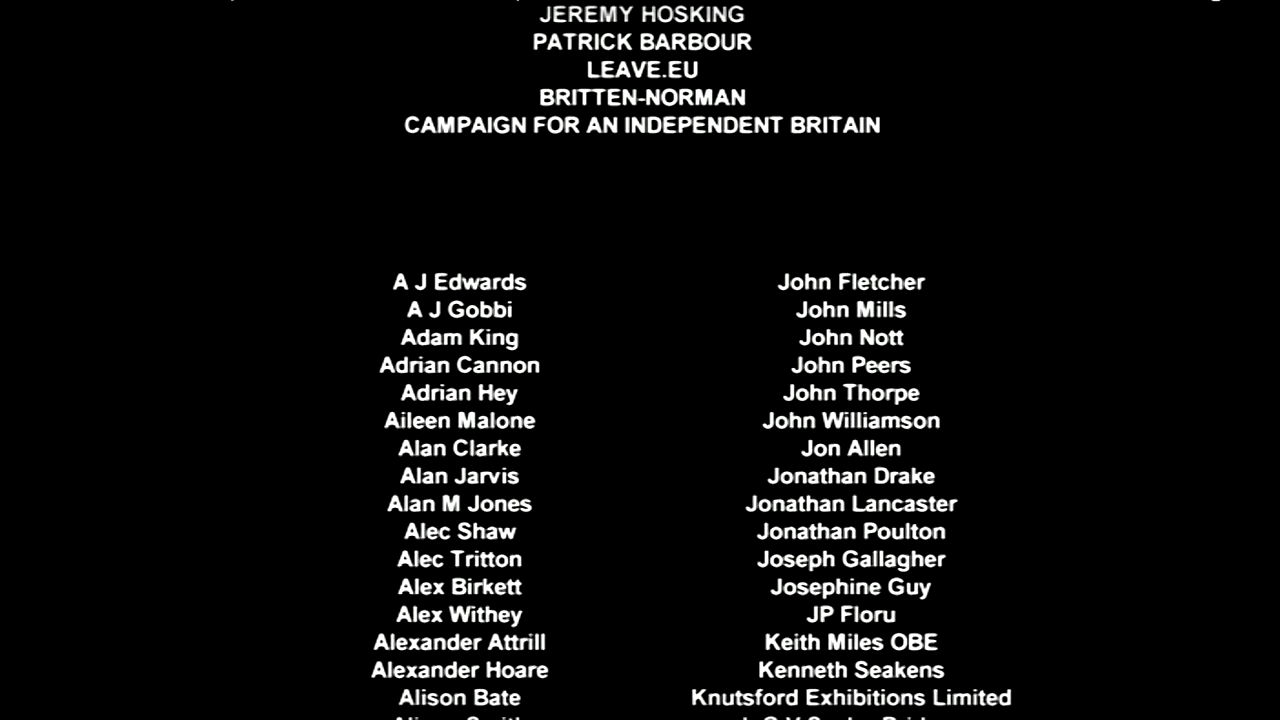 JEREMY HOSKING
PATRICK BARBOUR
LEAVE.EU
BRITTEN-NORMAN
CAMPAIGN FOR AN INDEPENDENT BRITAIN
A J Edwards
A J Gobbi
Adam King
Adrian Cannon
Adrian Hey
Aileen Malone
Alan Clarke
Alan Jarvis
Alan M Jones
Alec Shaw
Alec Tritton
Alex Birkett
Alex Withey
Alexander Attrill
Alexander Hoare
Alison Bate
John Fletcher
John Mills
John Nott
John Peers
John Thorpe
John Williamson
Jon Allen
Jonathan Drake
Jonathan Lancaster
Jonathan Poulton
Joseph Gallagher
Josephine Guy
JP Floru
Keith Miles OBE
Kenneth Seakens
Knutsford Exhibitions Limited